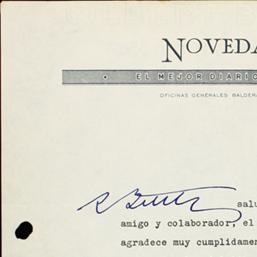 NOVEDA
EL MEJOR DIARIO
OFICINAS GENERALES BALDER
salu
amigo y colaborador, el
agradece muy cumplidamen